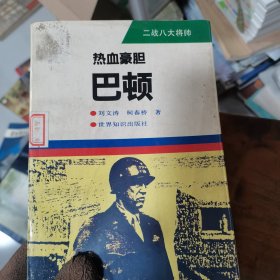 二战八大将帅
热血豪胆
巴顿
●刘文涛 柯春桥 著
●世界知识出版社